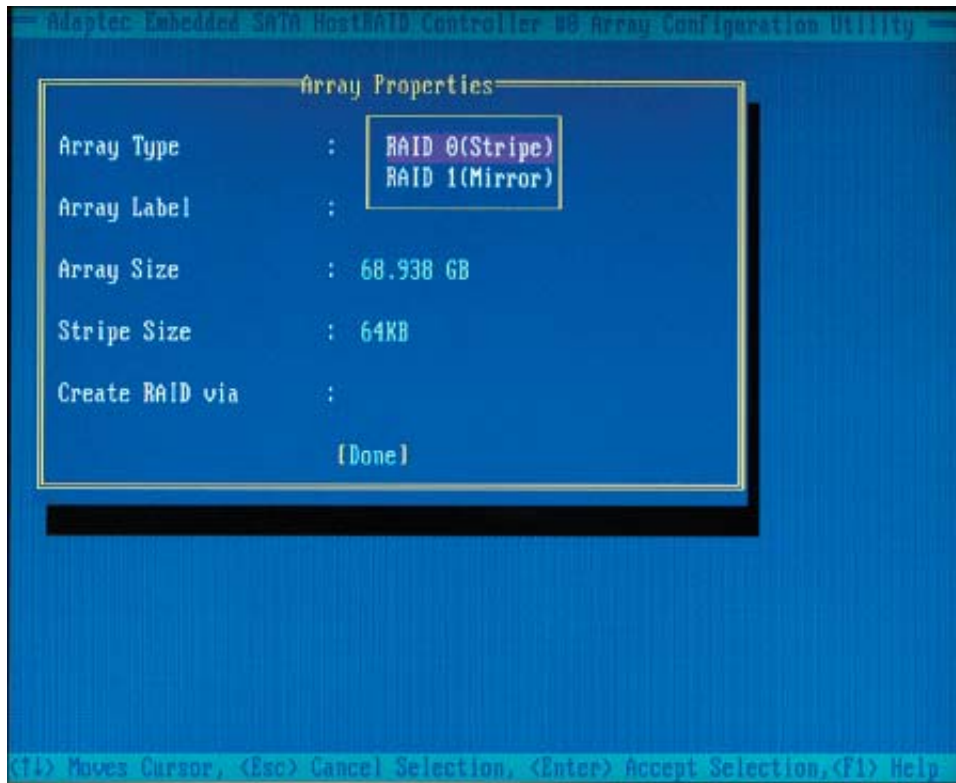 Adaptec Embedded SATA HostRAID Controller #0 Array Configuration Utility
Array Properties
Array Type : RAID 0(Stripe)
RAID 1(Mirror)
Array Label :
Array Size : 68.938 GB
Stripe Size : 64KB
Create RAID via :
[Done]
<↑↓> Moves Cursor, <Esc> Cancel Selection, <Enter> Accept Selection,<F1> Help